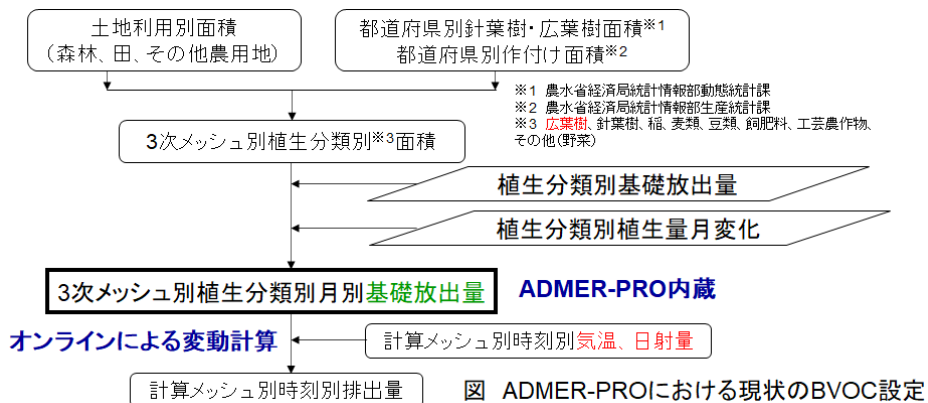 土地利用別面積
(森林、田、その他農用地)
都道府県別針葉樹・広葉樹面積※1
都道府県別作付け面積※2
※1 農水省経済局統計情報部動態統計課
※2 農水省経済局統計情報部生産統計課
※3 広葉樹、針葉樹、稲、麦類、豆類、飼肥料、工芸農作物、
その他(野菜)
3次メッシュ別植生分類別※3面積
植生分類別基礎放出量
植生分類別植生量月変化
3次メッシュ別植生分類別月別基礎放出量
ADMER-PRO内蔵
オンラインによる変動計算
計算メッシュ別時刻別気温、日射量
計算メッシュ別時刻別排出量
図 ADMER-PROにおける現状のBVOC設定